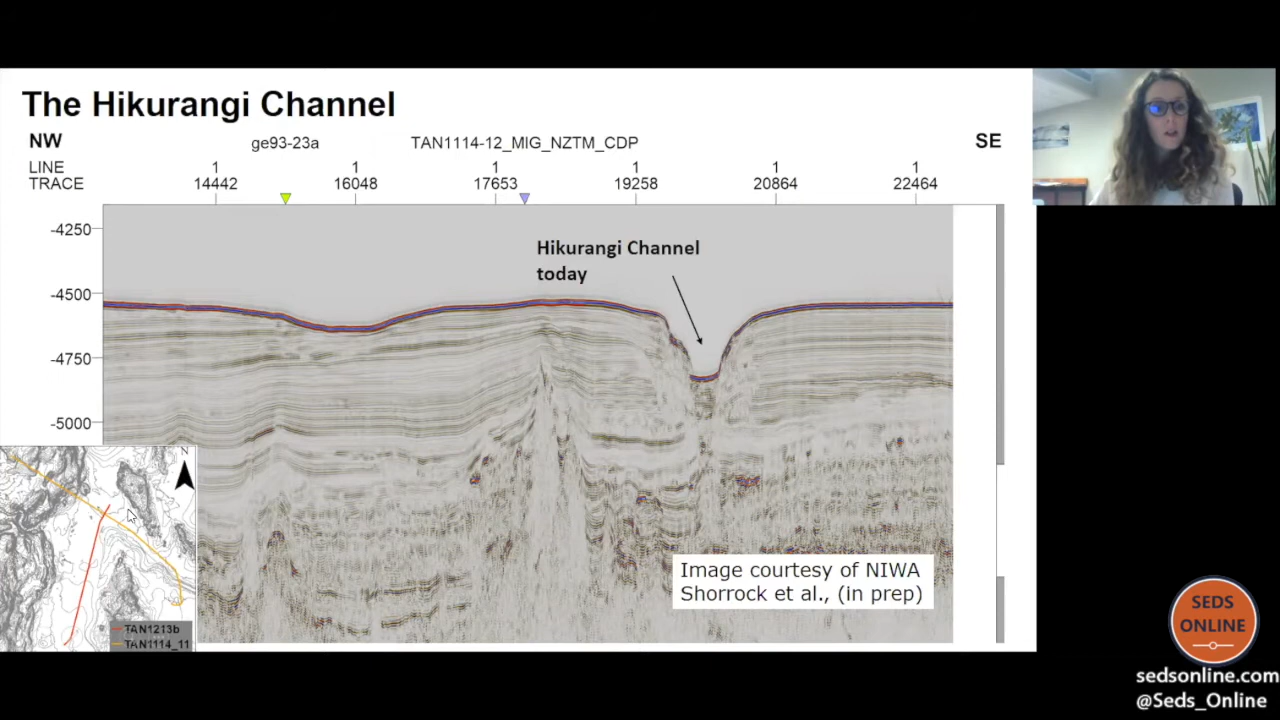 The Hikurangi Channel
NW
ge93-23a
TAN1114-12_MIG_NZTM_CDP
SE
LINE 1 1 1 1 1 1
TRACE 14442 16048 17653 19258 20864 22464
-4250
Hikurangi Channel
today
-4500
-4750
-5000
N
Image courtesy of NIWA
Shorrock et al., (in prep)
TAN1213b
TAN1114_11
SEDS
ONLINE
sedsonline.com
@Seds_Online